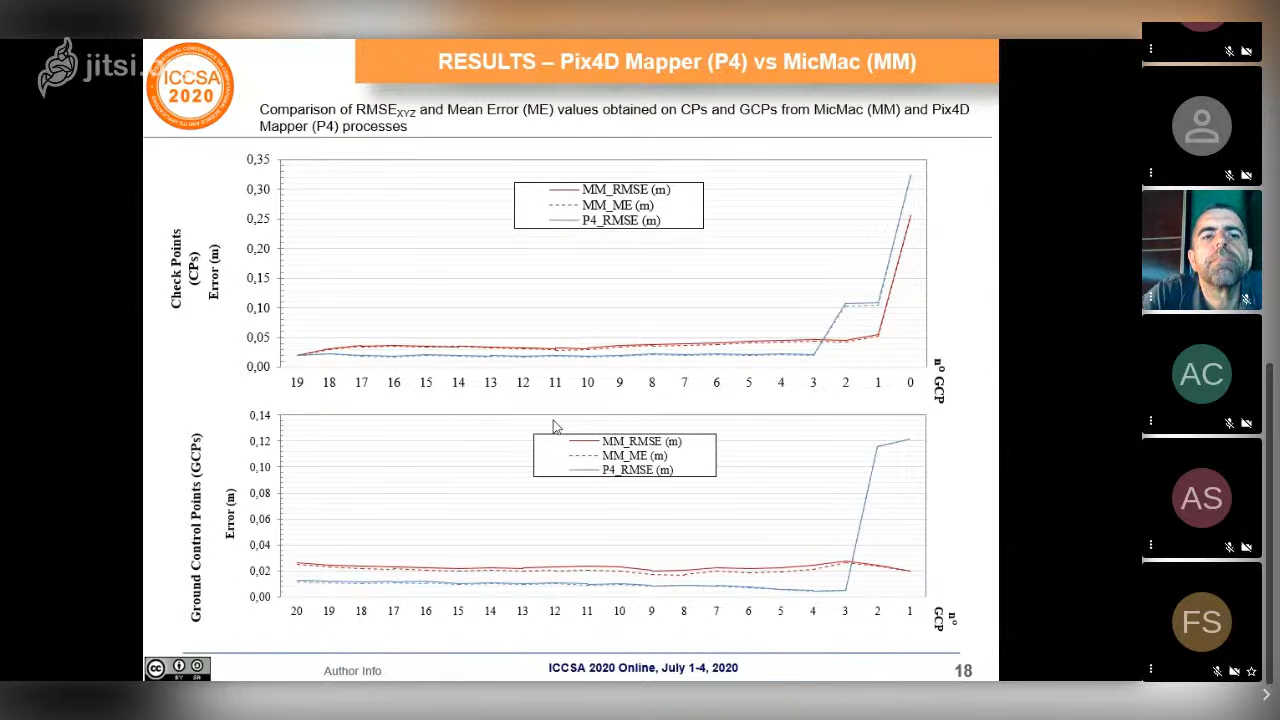 jitsi.
ICCSA
2020
RESULTS – Pix4D Mapper (P4) vs MicMac (MM)
Comparison of RMSEXYZ and Mean Error (ME) values obtained on CPs and GCPs from MicMac (MM) and Pix4D
Mapper (P4) processes
Check Points
(CPs)
Error (m)
0,35
0,30
0,25
0,20
0,15
0,10
0,05
0,00
MM_RMSE (m)
MM_ME (m)
P4_RMSE (m)
19 18 17 16 15 14 13 12 11 10 9 8 7 6 5 4 3 2 1 0
nº GCP
Ground Control Points (GCPs)
Error (m)
0,14
0,12
0,10
0,08
0,06
0,04
0,02
0,00
MM_RMSE (m)
MM_ME (m)
P4_RMSE (m)
20 19 18 17 16 15 14 13 12 11 10 9 8 7 6 5 4 3 2 1
nº
GCP
CC
BY SA
Author Info
ICCSA 2020 Online, July 1-4, 2020
18
AC
AS
FS